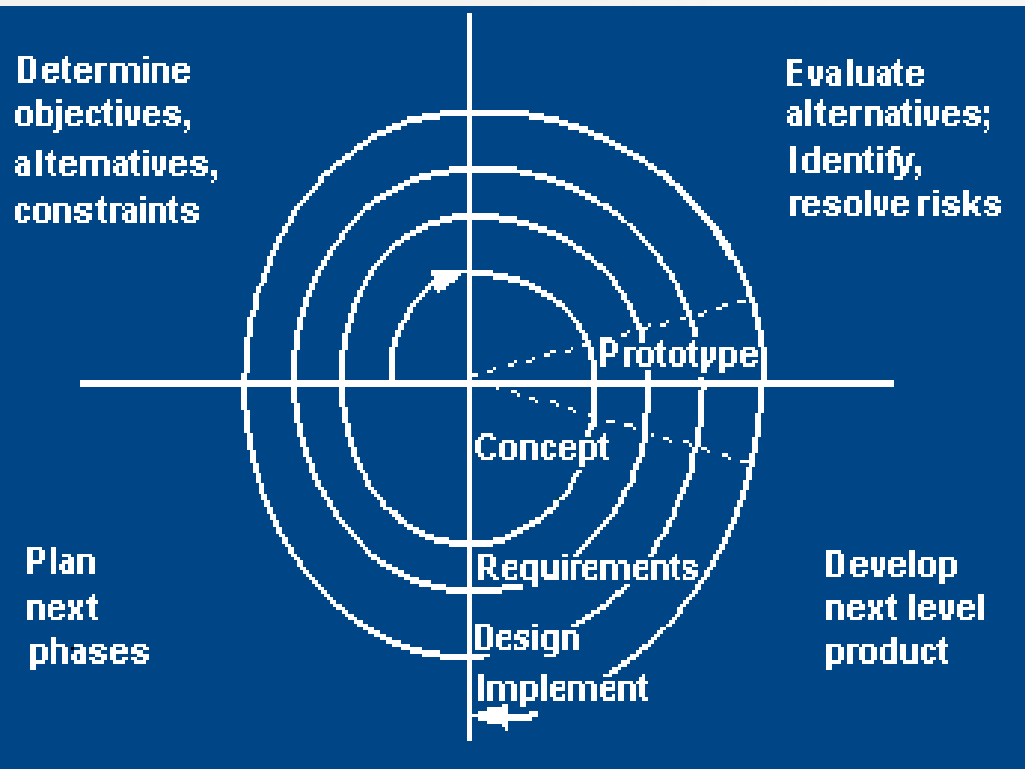 Determine
objectives,
alternatives,
constraints
Evaluate
alternatives;
Identify,
resolve risks
Prototype
Concept
Requirements
Design
Implement
Plan
next
phases
Develop
next level
product